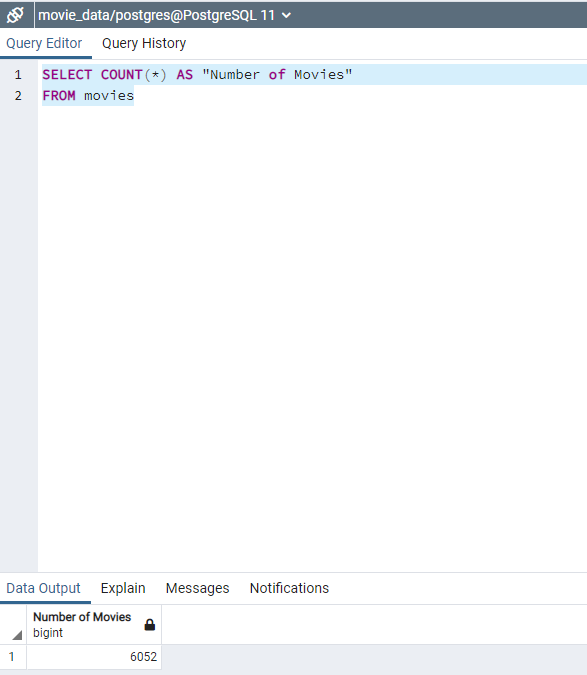 movie_data/postgres@PostgreSQL 11
Query Editor Query History
1 SELECT COUNT(*) AS "Number of Movies"
2 FROM movies
Data Output Explain Messages Notifications
Number of Movies
bigint
1 6052